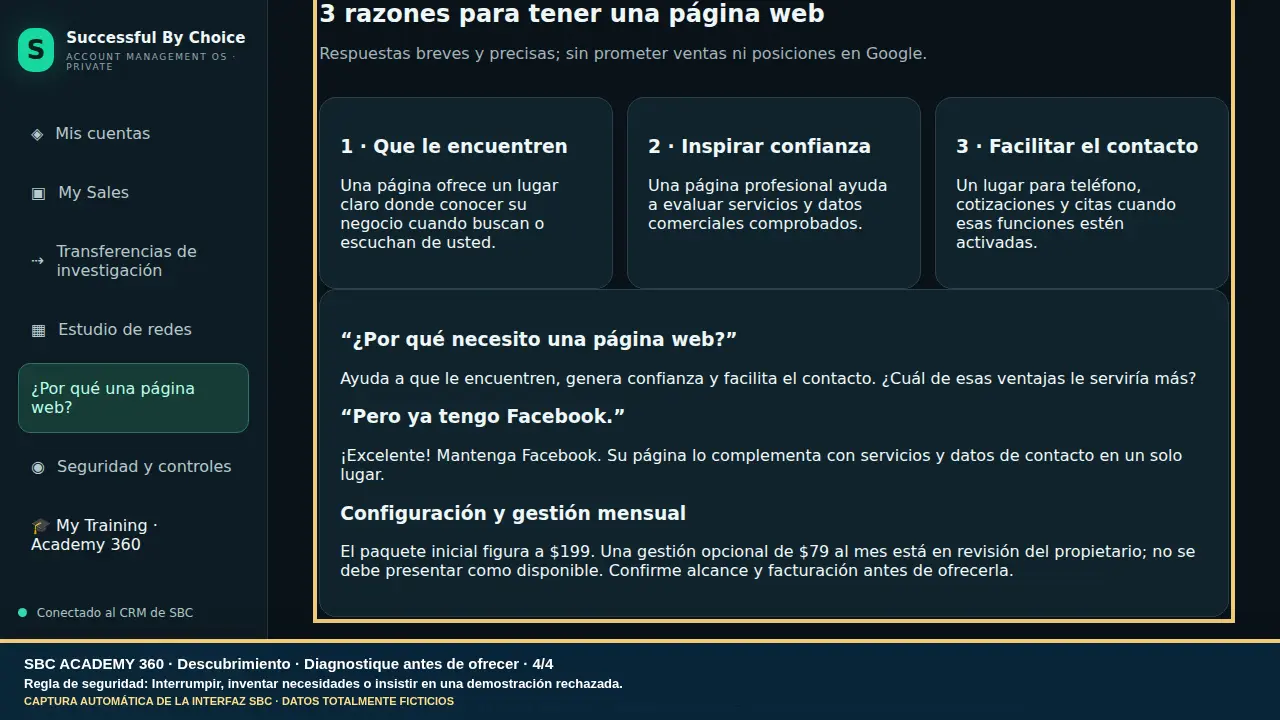 S
Successful By Choice
ACCOUNT MANAGEMENT OS ·
PRIVATE
◈ Mis cuentas
▣ My Sales
⇢ Transferencias de
investigación
▦ Estudio de redes
¿Por qué una página
web?
◉ Seguridad y controles
🎓 My Training ·
Academy 360
Conectado al CRM de SBC
3 razones para tener una página web
Respuestas breves y precisas; sin prometer ventas ni posiciones en Google.
1 · Que le encuentren
Una página ofrece un lugar
claro donde conocer su
negocio cuando buscan o
escuchan de usted.
2 · Inspirar confianza
Una página profesional ayuda
a evaluar servicios y datos
comerciales comprobados.
3 · Facilitar el contacto
Un lugar para teléfono,
cotizaciones y citas cuando
esas funciones estén
activadas.
“¿Por qué necesito una página web?”
Ayuda a que le encuentren, genera confianza y facilita el contacto. ¿Cuál de esas ventajas le serviría más?
“Pero ya tengo Facebook.”
¡Excelente! Mantenga Facebook. Su página lo complementa con servicios y datos de contacto en un solo
lugar.
Configuración y gestión mensual
El paquete inicial figura a $199. Una gestión opcional de $79 al mes está en revisión del propietario; no se
debe presentar como disponible. Confirme alcance y facturación antes de ofrecerla.
SBC ACADEMY 360 · Descubrimiento · Diagnostique antes de ofrecer · 4/4
Regla de seguridad: Interrumpir, inventar necesidades o insistir en una demostración rechazada.
CAPTURA AUTOMÁTICA DE LA INTERFAZ SBC · DATOS TOTALMENTE FICTICIOS